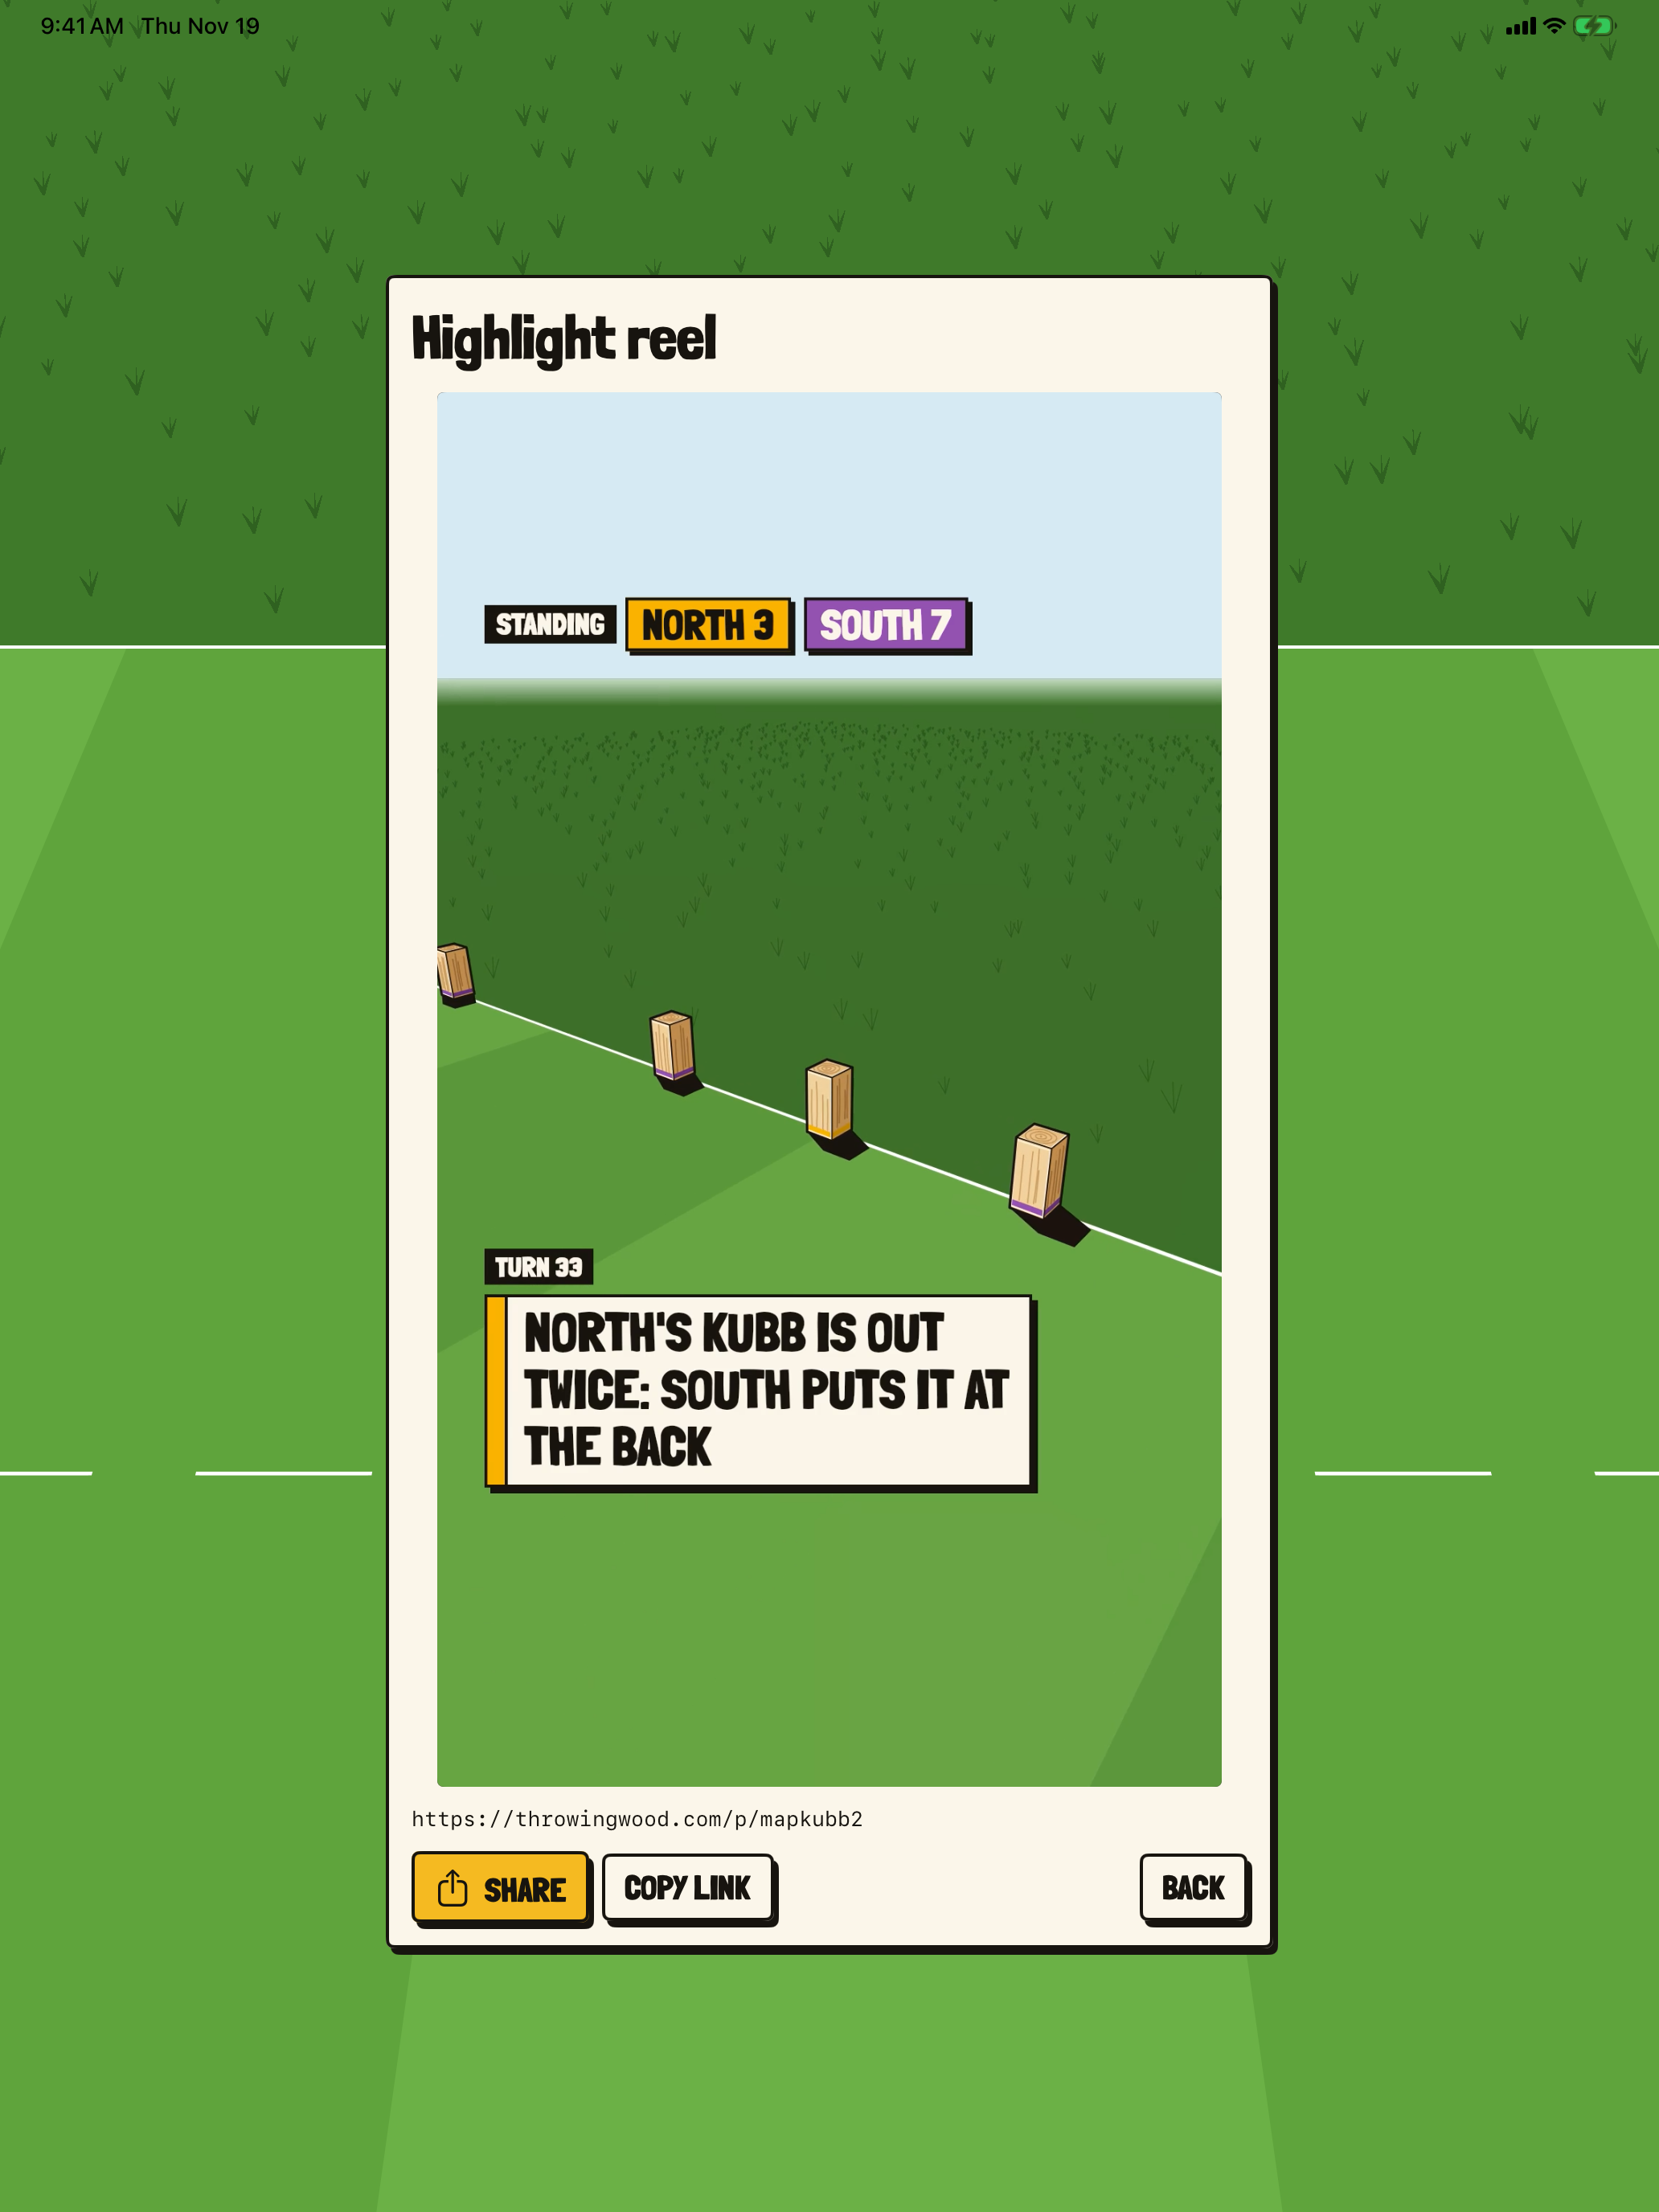 9:41 AM Thu Nov 19
Highlight reel
STANDING NORTH 3 SOUTH 7
TURN 33
NORTH'S KUBB IS OUT
TWICE: SOUTH PUTS IT AT
THE BACK
https://throwingwood.com/p/mapkubb2
SHARE COPY LINK BACK